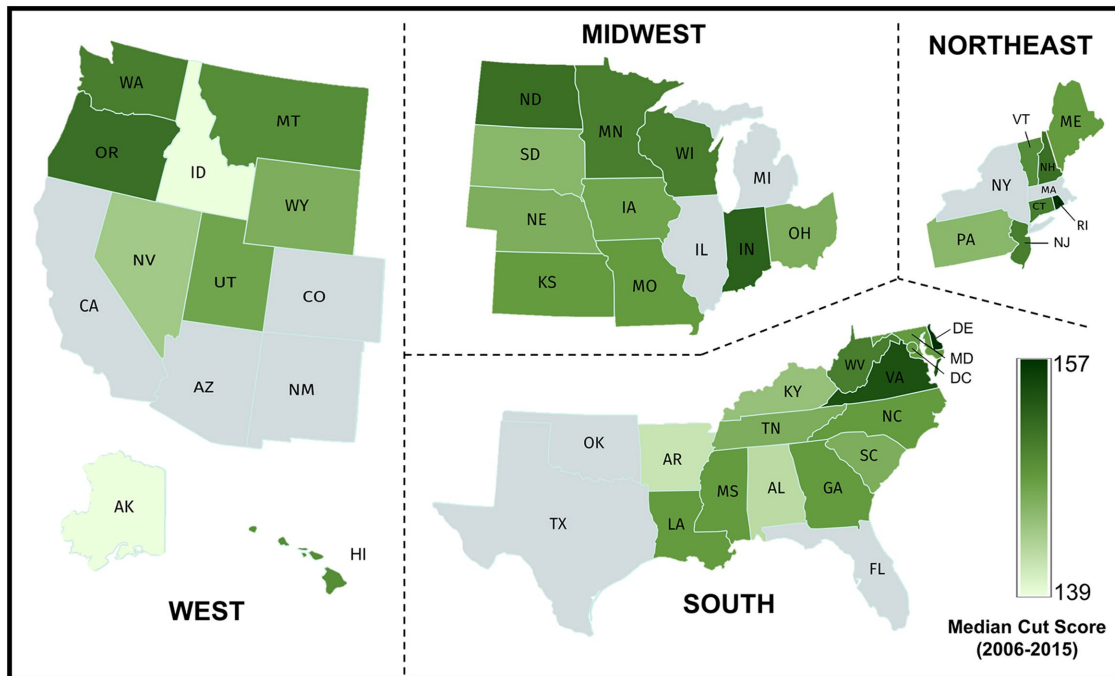 MIDWEST
NORTHEAST
WA
MT
OR
ID
WY
NV
UT
CO
CA
AZ
NM
AK
HI
WEST
ND
MN
SD
WI
MI
NE
IA
IL
IN
OH
KS
MO
VT
ME
NH
NY
MA
CT
RI
PA
NJ
DE
MD
DC
WV
VA
KY
NC
TN
SC
OK
AR
MS
AL
GA
TX
LA
FL
SOUTH
157
139
Median Cut Score
(2006-2015)